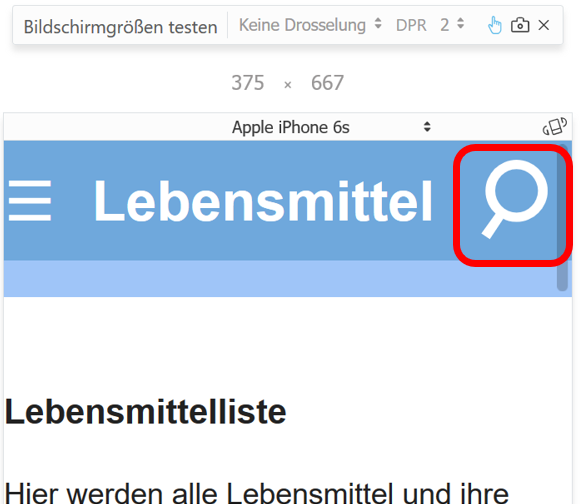 Bildschirmgrößen testen Keine Drosselung DPR 2
375 × 667
Apple iPhone 6s
Lebensmittel
Lebensmittelliste
Hier werden alle Lebensmittel und ihre